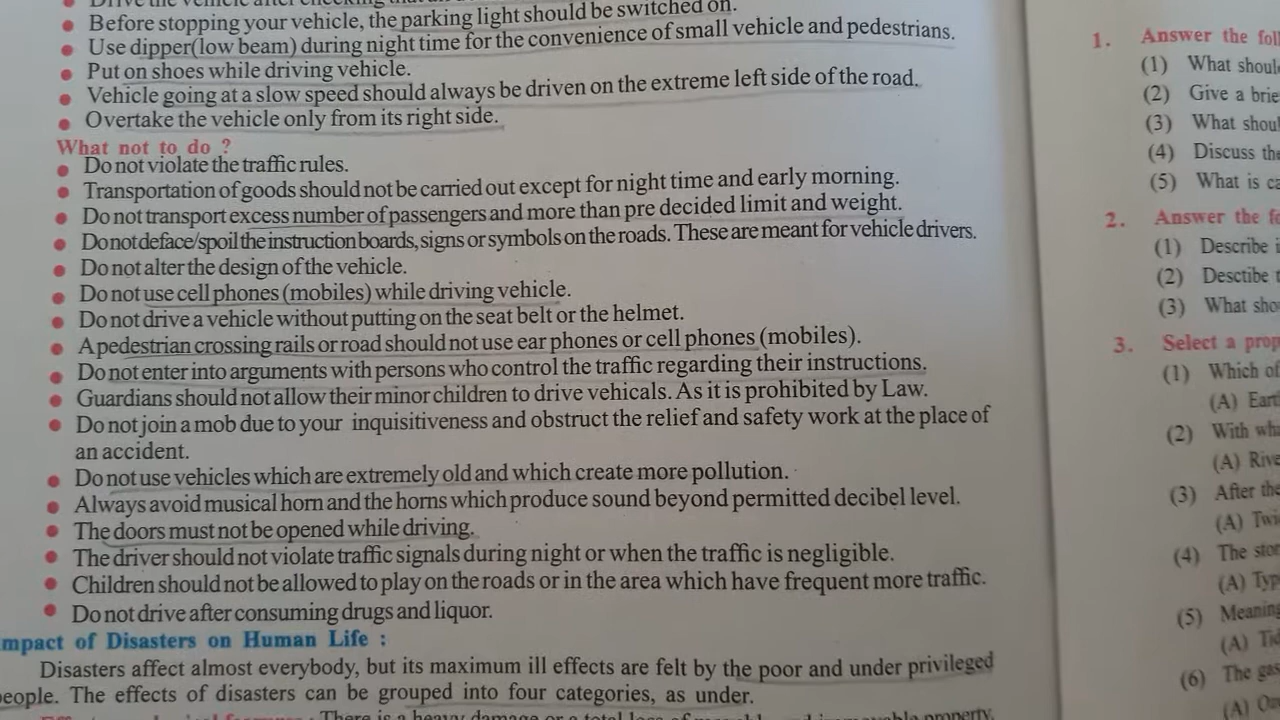 Before stopping your vehicle, the parking light should be switched on.
Use dipper(low beam) during night time for the convenience of small vehicle and pedestrians.
Put on shoes while driving vehicle.
Vehicle going at a slow speed should always be driven on the extreme left side of the road.
Overtake the vehicle only from its right side.
What not to do ?
Do not violate the traffic rules.
Transportation of goods should not be carried out except for night time and early morning.
Do not transport excess number of passengers and more than pre decided limit and weight.
Do not deface/spoil the instruction boards, signs or symbols on the roads. These are meant for vehicle drivers.
Do not alter the design of the vehicle.
Do not use cell phones (mobiles) while driving vehicle.
Do not drive a vehicle without putting on the seat belt or the helmet.
A pedestrian crossing rails or road should not use ear phones or cell phones (mobiles).
Do not enter into arguments with persons who control the traffic regarding their instructions.
Guardians should not allow their minor children to drive vehicals. As it is prohibited by Law.
Do not join a mob due to your inquisitiveness and obstruct the relief and safety work at the place of
an accident.
Do not use vehicles which are extremely old and which create more pollution.
Always avoid musical horn and the horns which produce sound beyond permitted decibel level.
The doors must not be opened while driving.
The driver should not violate traffic signals during night or when the traffic is negligible.
Children should not be allowed to play on the roads or in the area which have frequent more traffic.
Do not drive after consuming drugs and liquor.
mpact of Disasters on Human Life :
Disasters affect almost everybody, but its maximum ill effects are felt by the poor and under privileged
people. The effects of disasters can be grouped into four categories, as under.
1. Answer the foll
(1) What shoul
(2) Give a brie
(3) What shoul
(4) Discuss the
(5) What is ca
2. Answer the fo
(1) Describe i
(2) Desctibe t
(3) What sho
3. Select a prop
(1) Which of
(A) Eart
(2) With wha
(A) Rive
(3) After the
(A) Twi
(4) The stor
(A) Typ
(5) Meaning
(A) Tid
(6) The gas